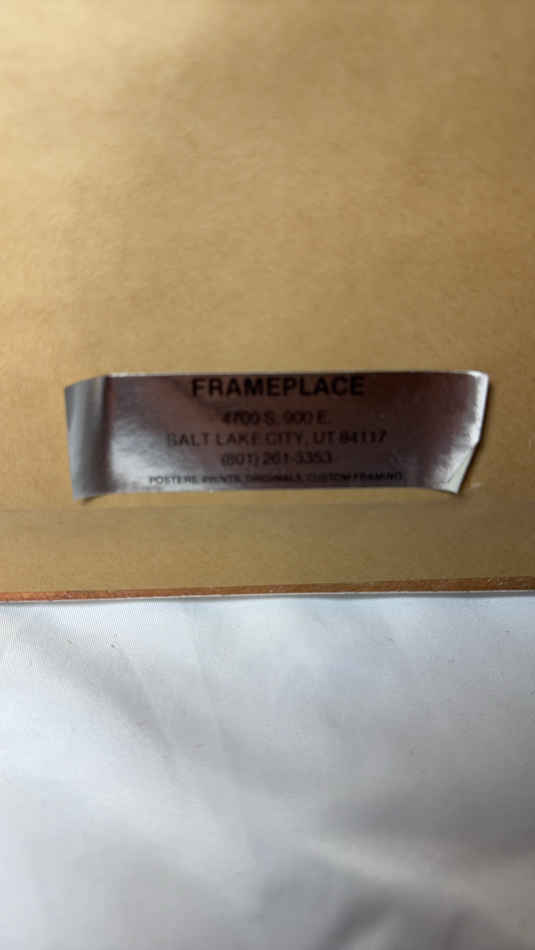 FRAMEPLACE
4700 S. 900 E.
SALT LAKE CITY, UT 84117
(801) 261-3353
POSTERS, PRINTS, ORIGINALS, CUSTOM FRAMING